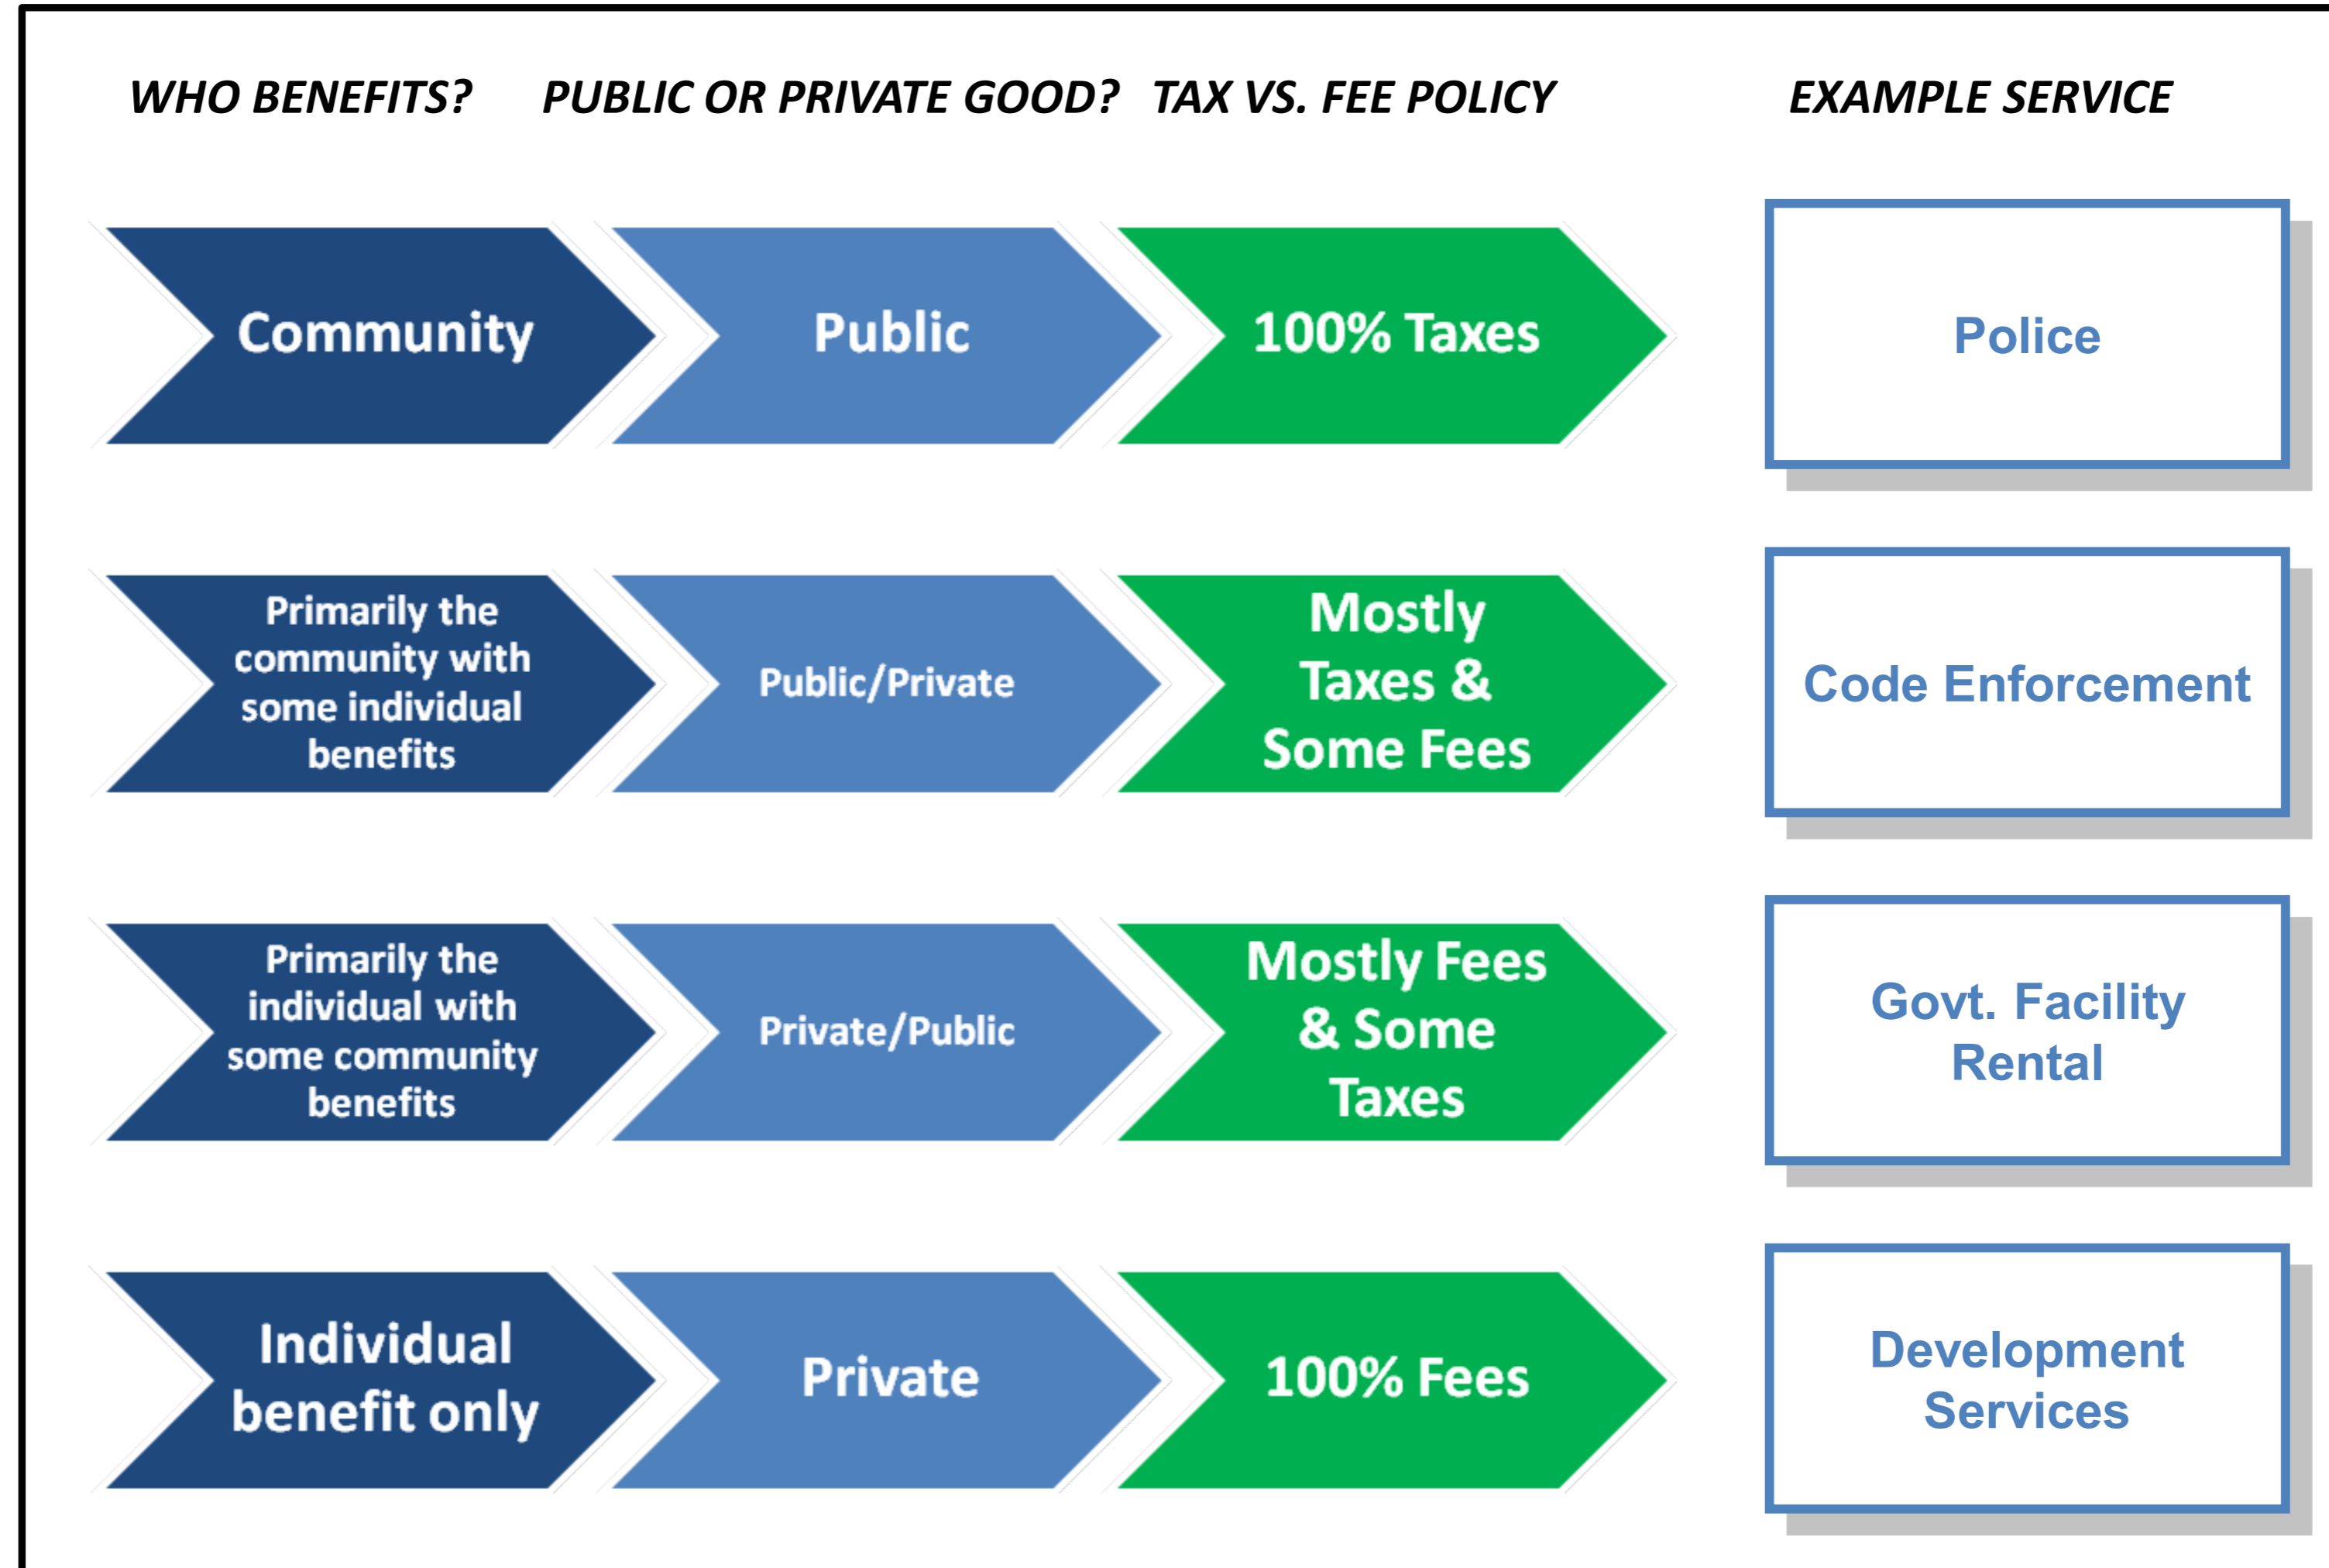 WHO BENEFITS? PUBLIC OR PRIVATE GOOD? TAX VS. FEE POLICY EXAMPLE SERVICE
Community
Public
100% Taxes
Police
Primarily the
community with
some individual
benefits
Public/Private
Mostly
Taxes &
Some Fees
Code Enforcement
Primarily the
individual with
some community
benefits
Private/Public
Mostly Fees
& Some
Taxes
Govt. Facility
Rental
Individual
benefit only
Private
100% Fees
Development
Services